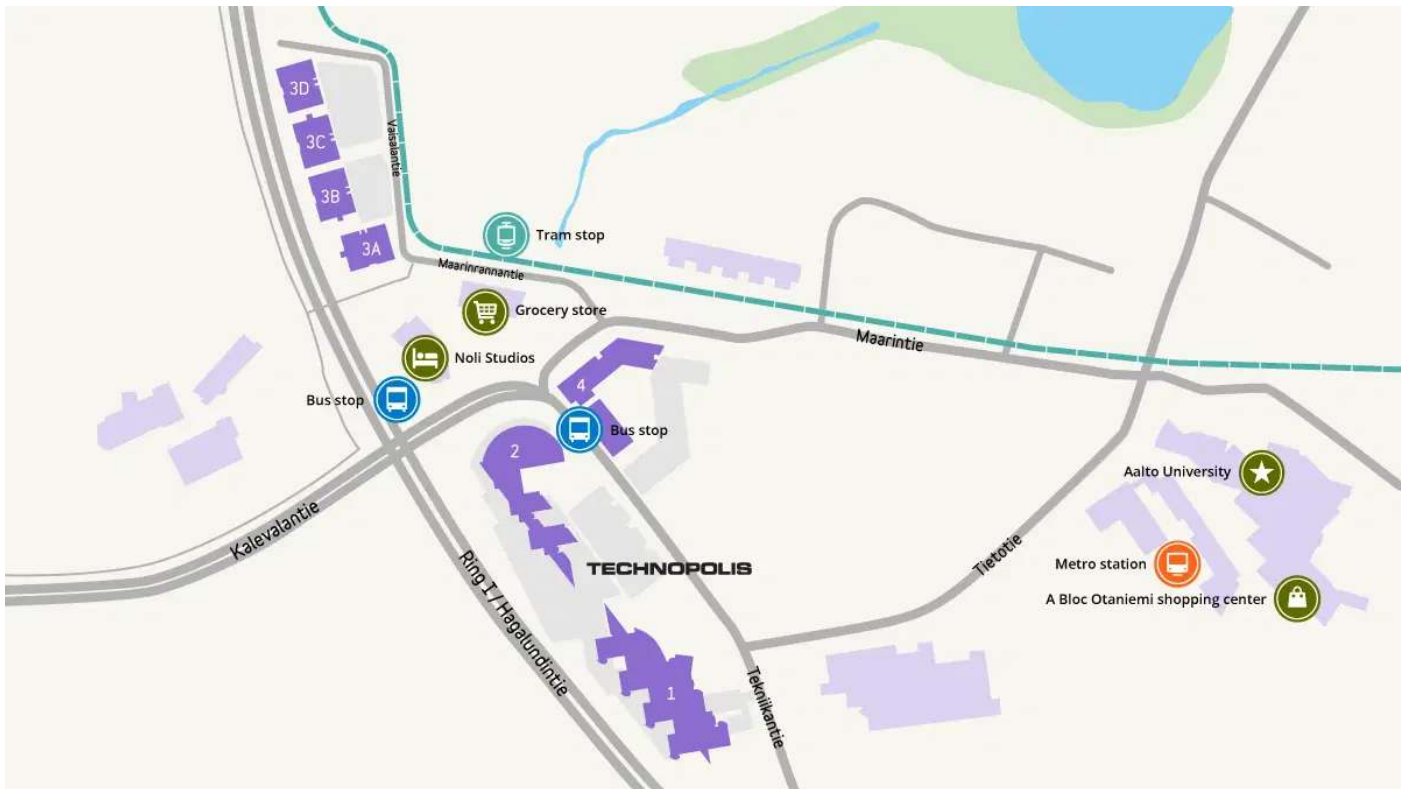 3D
3C
Vaisalantie
3B
3A
Tram stop
Maarinrannantie
Grocery store
Maarintie
Noli Studios
4
Bus stop
Bus stop
2
Aalto University
Kalevalantie
Ring I / Hagalundintie
TECHNOPOLIS
Tietotie
Metro station
A Bloc Otaniemi shopping center
1
Tekniikantie